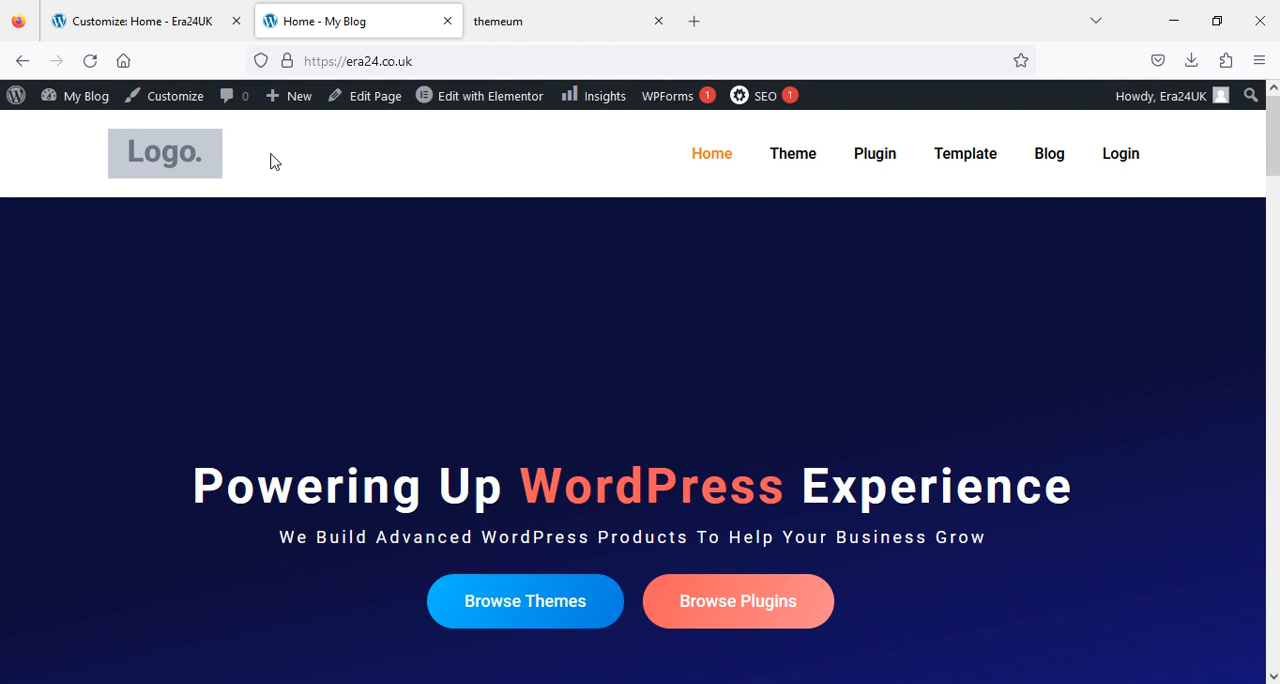 Customize: Home - Era24UK
Home - My Blog
themeum
https://era24.co.uk
My Blog
Customize
0
New
Edit Page
Edit with Elementor
Insights
WPForms 1
SEO 1
Howdy, Era24UK
Logo.
Home
Theme
Plugin
Template
Blog
Login
Powering Up WordPress Experience
We Build Advanced WordPress Products To Help Your Business Grow
Browse Themes
Browse Plugins